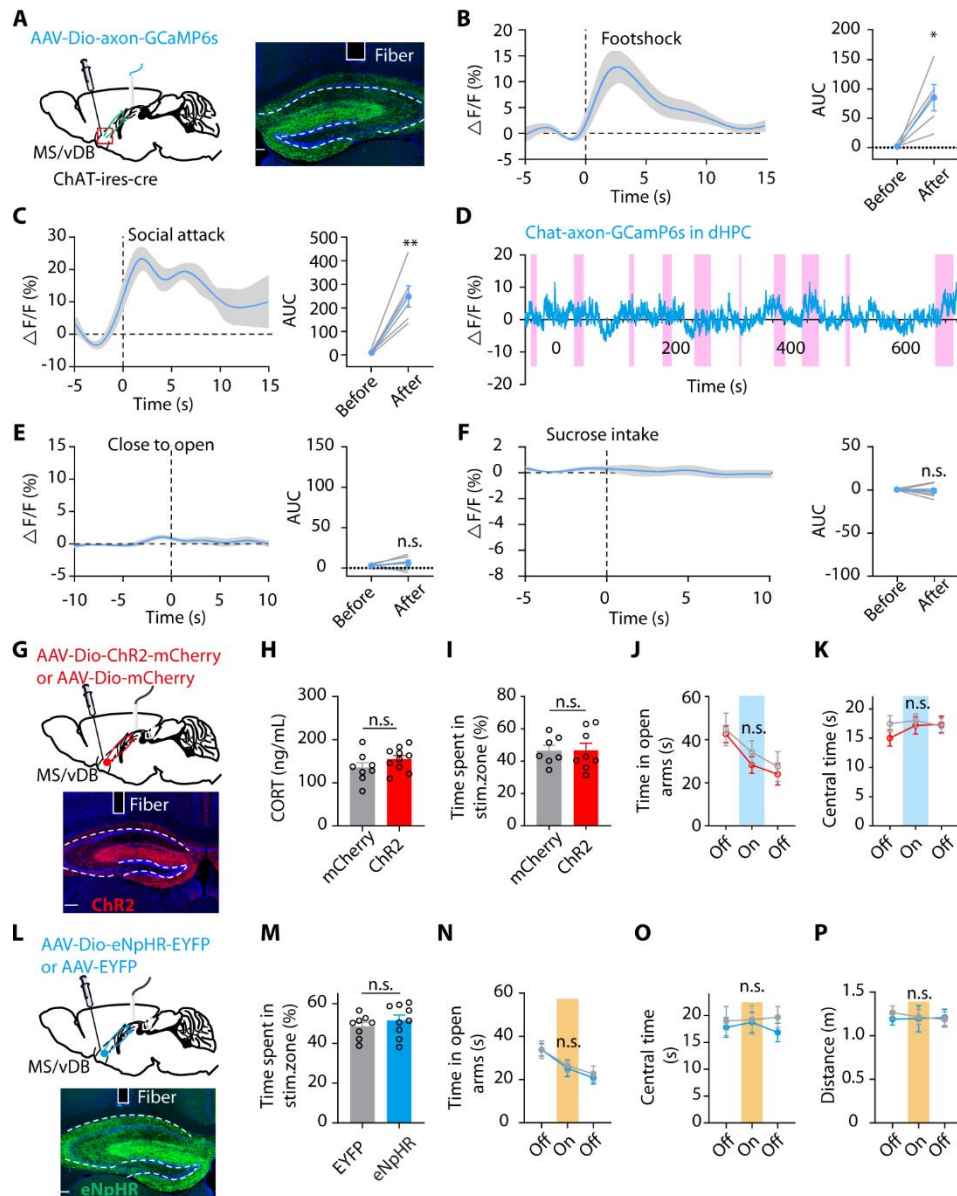 A
AAV-Dio-axon-GCaMP6s
MS/vDB
ChAT-ires-cre
Fiber
B
Footshock
△F/F (%)
20
15
10
5
0
-5
-5 0 5 10 15
Time (s)
*
AUC
200
150
100
50
0
Before
After
C
Social attack
△F/F (%)
30
20
10
0
-10
-5 0 5 10 15
Time (s)
**
AUC
500
400
300
200
100
0
Before
After
D
Chat-axon-GCamP6s in dHPC
△F/F (%)
20
10
0
-10
-20
0 200 400 600
Time (s)
E
Close to open
△F/F (%)
15
10
5
0
-5
-10 -5 0 5 10
Time (s)
AUC
150
100
50
0
n.s.
Before
After
F
Sucrose intake
△F/F (%)
2
0
-2
-4
-6
-8
-5 0 5 10
Time (s)
AUC
50
0
-50
-100
n.s.
Before
After
G
AAV-Dio-ChR2-mCherry
or AAV-Dio-mCherry
MS/vDB
Fiber
ChR2
H
CORT (ng/mL)
300
200
150
100
0
n.s.
mCherry
ChR2
I
Time spent in
stim.zone (%)
80
60
40
20
0
n.s.
mCherry
ChR2
J
Time in open
arms (s)
60
40
20
0
n.s.
Off On Off
K
Central time (s)
20
15
10
5
0
n.s.
Off On Off
L
AAV-Dio-eNpHR-EYFP
or AAV-EYFP
MS/vDB
Fiber
eNpHR
M
Time spent in
stim.zone (%)
60
40
20
0
n.s.
EYFP
eNpHR
N
Time in open
arms (s)
60
40
20
0
n.s.
Off On Off
O
Central time
(s)
25
20
15
10
5
0
n.s.
Off On Off
P
Distance (m)
1.5
1.2
0.9
0.6
0.3
0
n.s.
Off On Off